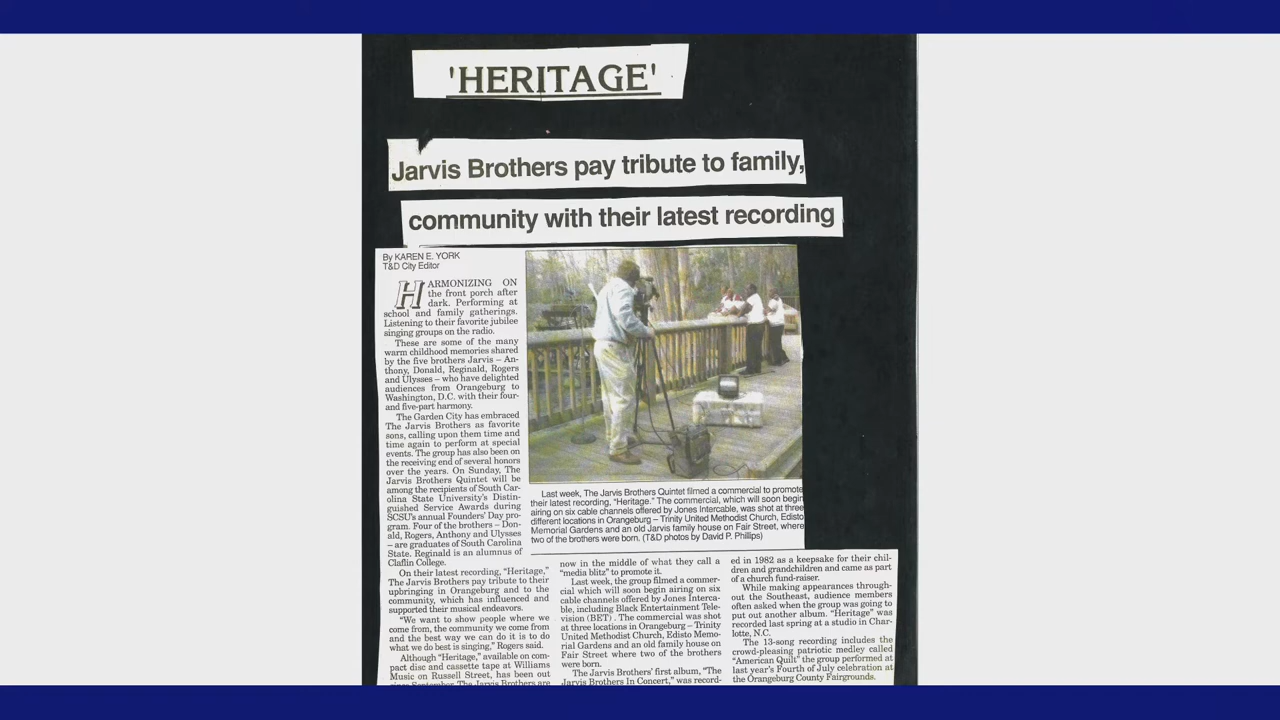 'HERITAGE'
Jarvis Brothers pay tribute to family,
community with their latest recording
By KAREN E. YORK
T&D City Editor
HARMONIZING ON
the front porch after
dark. Performing at
school and family gatherings.
Listening to their favorite jubilee
singing groups on the radio.
These are some of the many
warm childhood memories shared
by the five brothers Jarvis – An-
thony, Donald, Reginald, Rogers
and Ulysses – who have delighted
audiences from Orangeburg to
Washington, D.C. with their four-
and five-part harmony.
The Garden City has embraced
The Jarvis Brothers as favorite
sons, calling upon them time and
time again to perform at special
events. The group has also been on
the receiving end of several honors
over the years. On Sunday, The
Jarvis Brothers Quintet will be
among the recipients of South Car-
olina State University's Distin-
guished Service Awards during
SCSU's annual Founders' Day pro-
gram. Four of the brothers – Don-
ald, Rogers, Anthony and Ulysses
– are graduates of South Carolina
State. Reginald is an alumnus of
Claflin College.
On their latest recording, "Heritage,"
The Jarvis Brothers pay tribute to their
upbringing in Orangeburg and to the
community, which has influenced and
supported their musical endeavors.
"We want to show people where we
come from, the community we come from
and the best way we can do it is to do
what we do best is singing," Rogers said.
Although "Heritage," available on com-
pact disc and cassette tape at Williams
Music on Russell Street, has been out
since September, The Jarvis Brothers are
Last week, The Jarvis Brothers Quintet filmed a commercial to promote
their latest recording, "Heritage." The commercial, which will soon begin
airing on six cable channels offered by Jones Intercable, was shot at three
different locations in Orangeburg – Trinity United Methodist Church, Edisto
Memorial Gardens and an old Jarvis family house on Fair Street, where
two of the brothers were born. (T&D photos by David P. Phillips)
now in the middle of what they call a
"media blitz" to promote it.
Last week, the group filmed a commer-
cial which will soon begin airing on six
cable channels offered by Jones Interca-
ble, including Black Entertainment Tele-
vision (BET) . The commercial was shot
at three locations in Orangeburg – Trinity
United Methodist Church, Edisto Memo-
rial Gardens and an old family house on
Fair Street where two of the brothers
were born.
The Jarvis Brothers' first album, "The
Jarvis Brothers In Concert," was record-
ed in 1982 as a keepsake for their chil-
dren and grandchildren and came as part
of a church fund-raiser.
While making appearances through-
out the Southeast, audience members
often asked when the group was going to
put out another album. "Heritage" was
recorded last spring at a studio in Char-
lotte, N.C.
The 13-song recording includes the
crowd-pleasing patriotic medley called
"American Quilt" the group performed at
last year's Fourth of July celebration at
the Orangeburg County Fairgrounds.